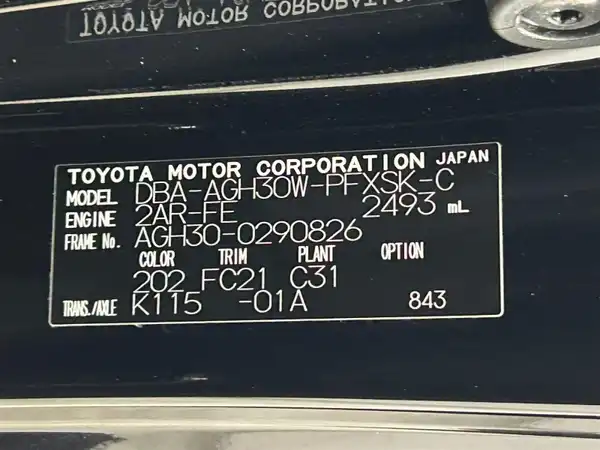 TOYOTA MOTOR CORPORATION JAPAN
MODEL DBA-AGH30W-PFXSK-C
ENGINE 2AR-FE 2493 mL
FRAME No. AGH30-0290826
COLOR TRIM PLANT OPTION
202 FC21 C31
TRANS./AXLE K115 -01A 843
TOYOTA MOTOR CORPORATION